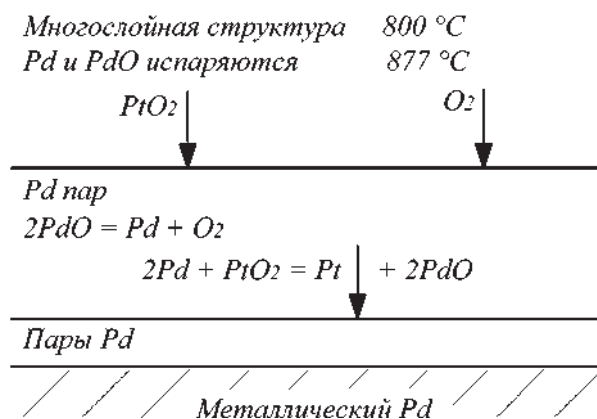 Многослойная структура 800 °C
Pd и PdO испаряются 877 °C
PtO2 O2
Pd пар
2PdO = Pd + O2
2Pd + PtO2 = Pt + 2PdO
Пары Pd
Металлический Pd